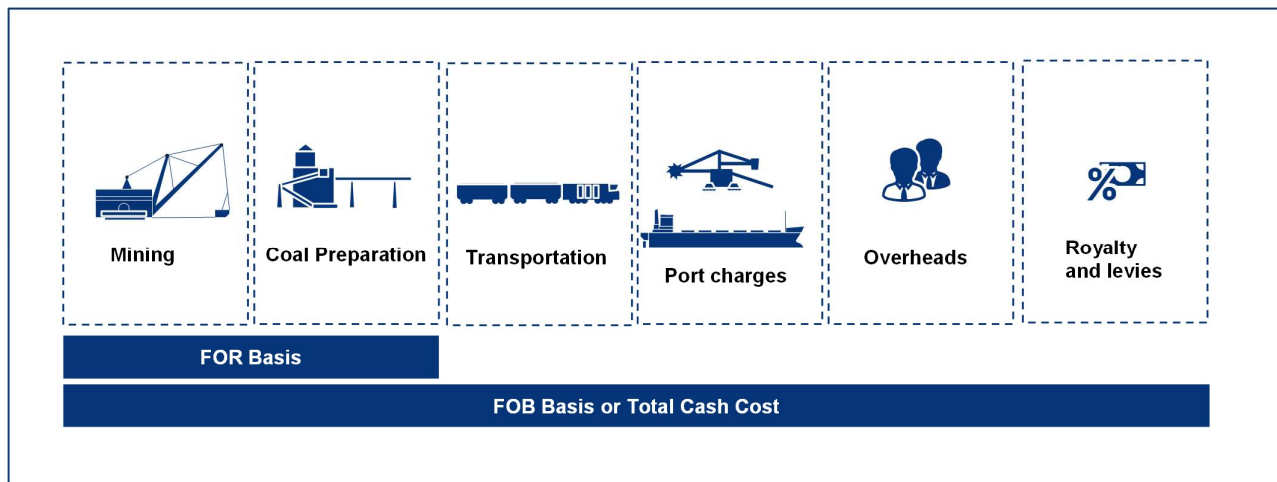 Mining
Coal Preparation
Transportation
Port charges
Overheads
Royalty
and levies
FOR Basis
FOB Basis or Total Cash Cost